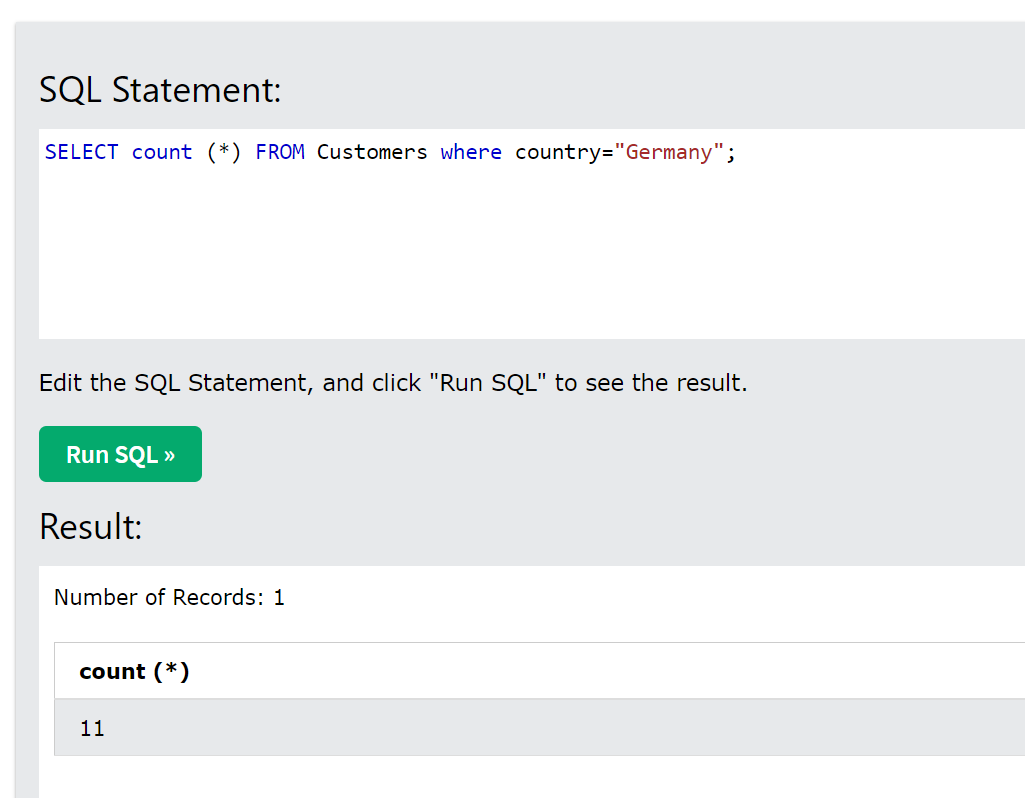 SQL Statement:
SELECT count (*) FROM Customers where country="Germany";
Edit the SQL Statement, and click "Run SQL" to see the result.
Run SQL »
Result:
Number of Records: 1
count (*)
11